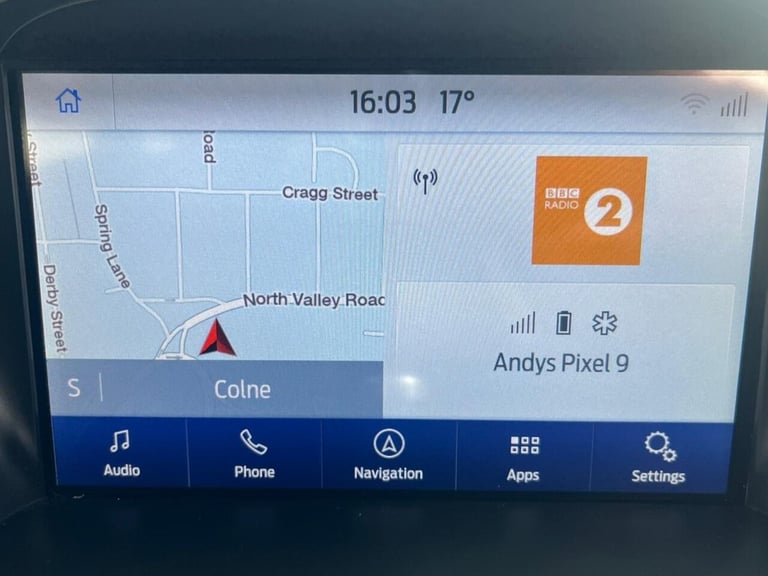 16:03 17°
r Street
oad
Cragg Street
Spring Lane
Derby Street
North Valley Road
S
Colne
BBC
RADIO
2
Andys Pixel 9
Audio
Phone
Navigation
Apps
Settings